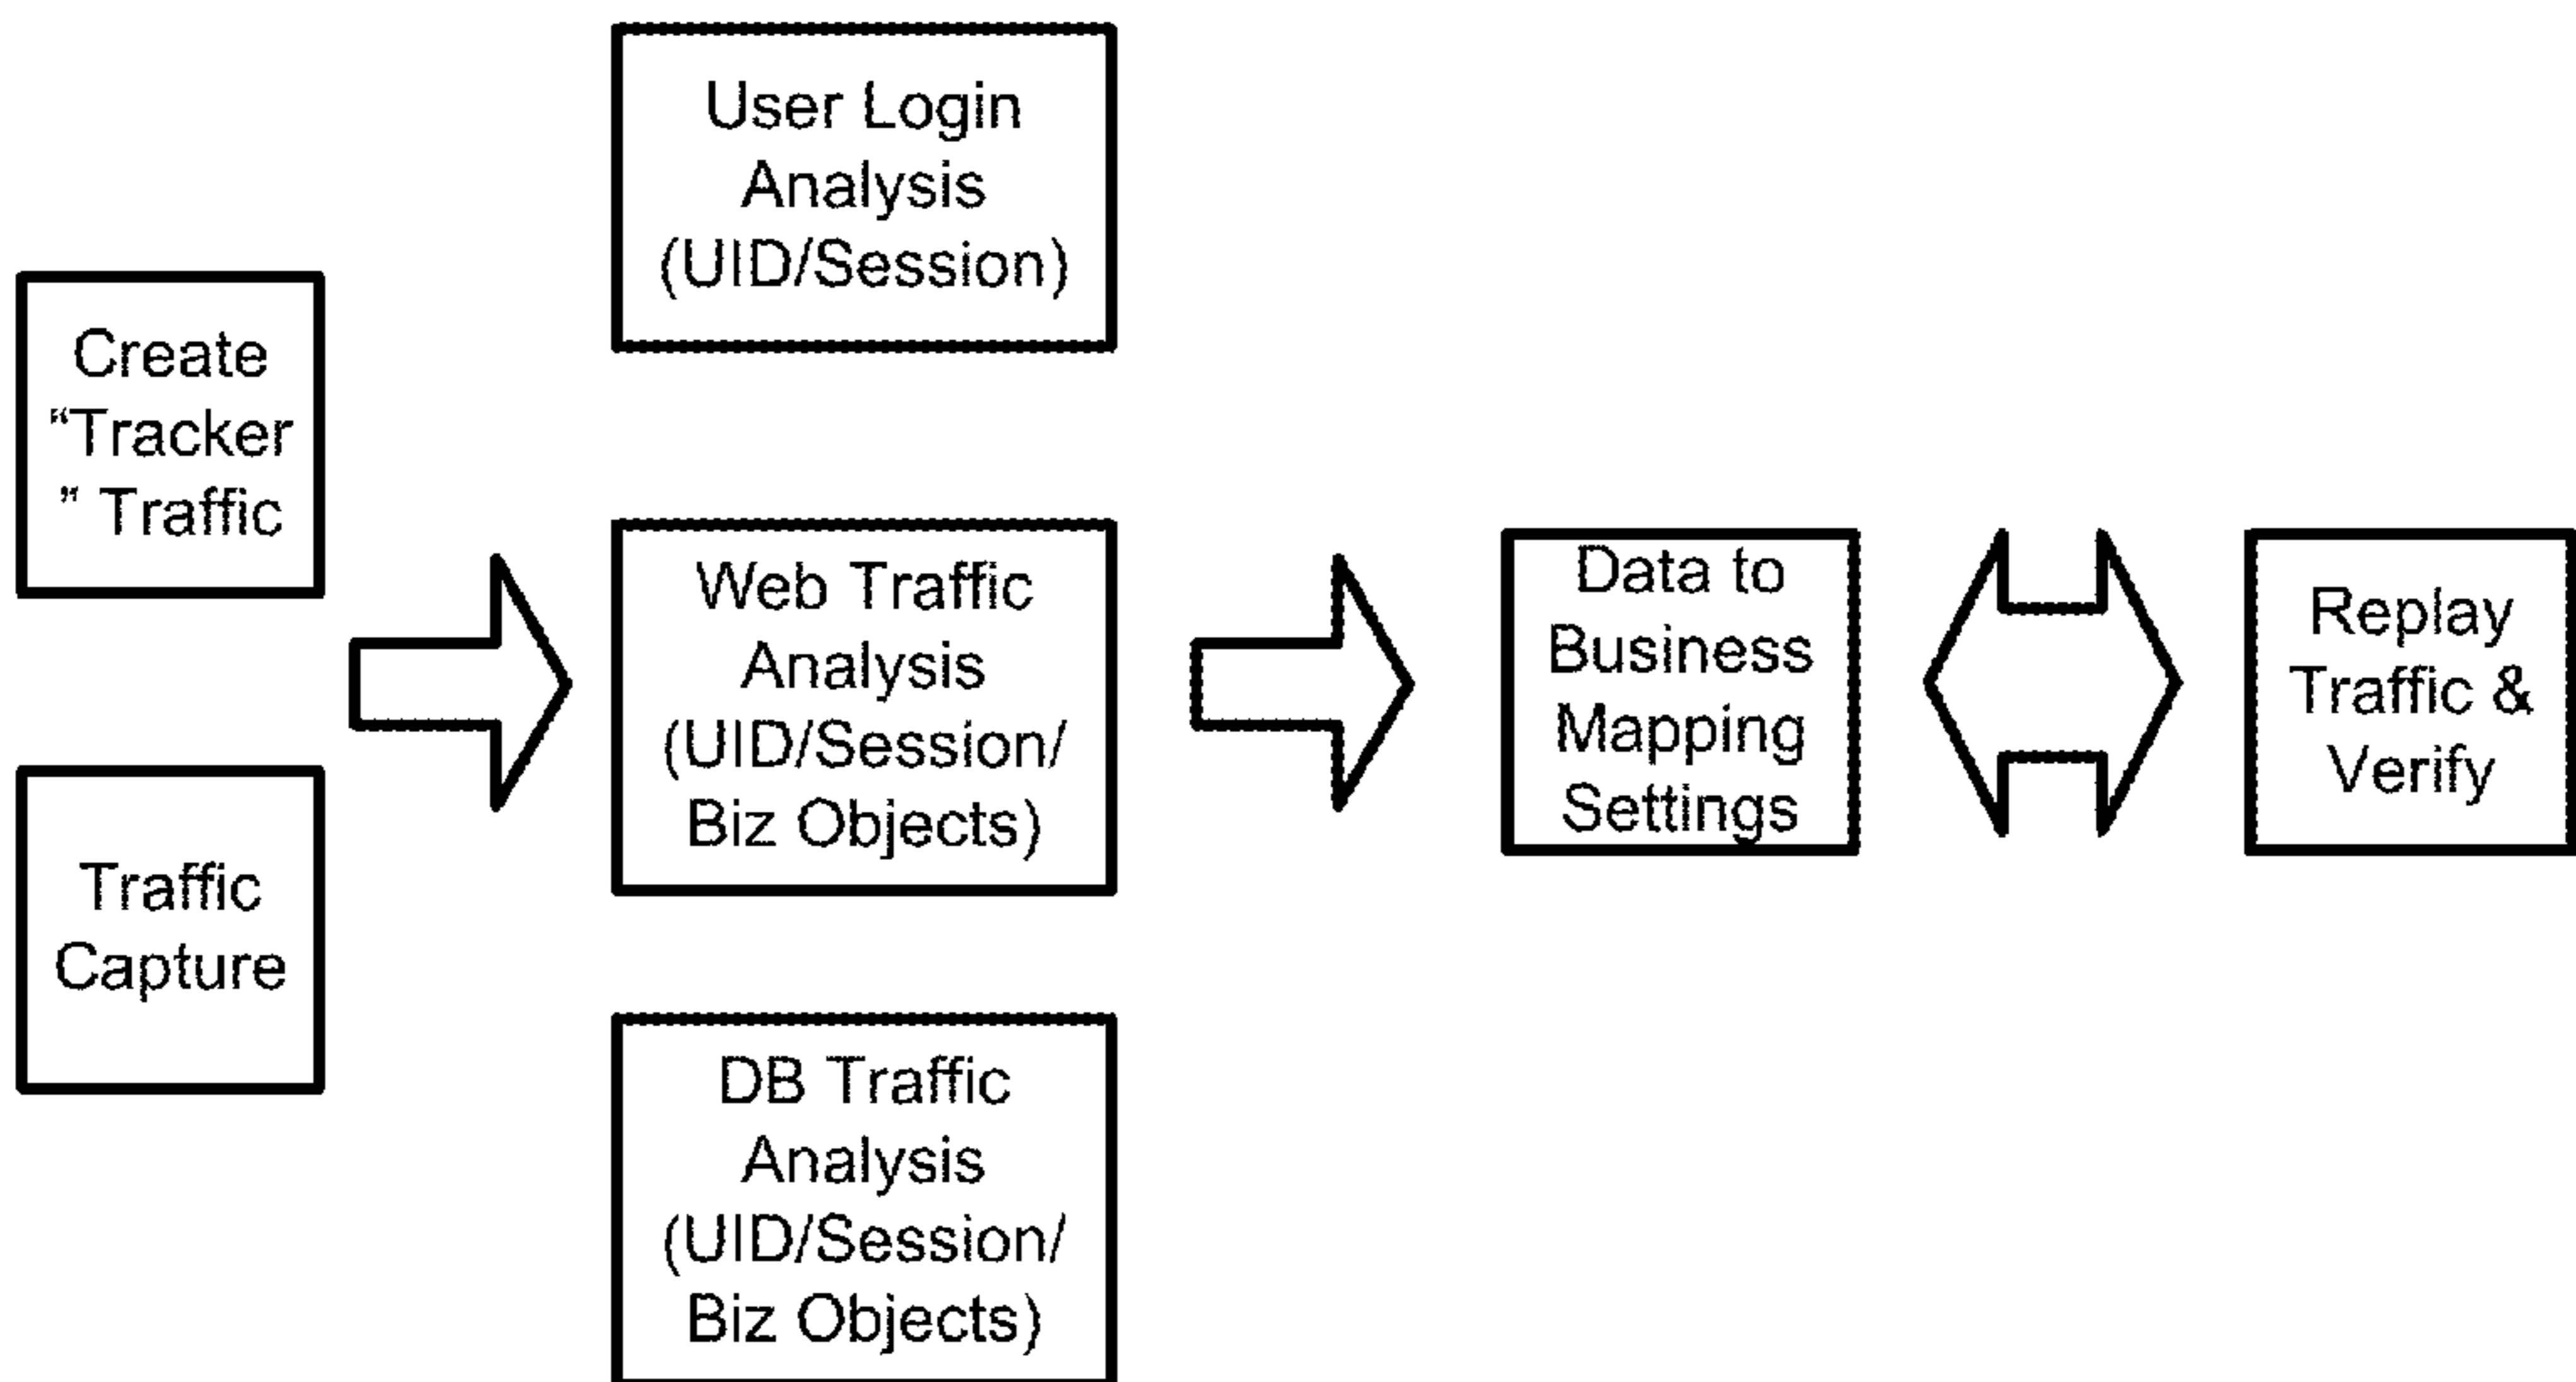 Create
“Tracker
” Traffic
Traffic
Capture
User Login
Analysis
(UID/Session)
Web Traffic
Analysis
(UID/Session/
Biz Objects)
DB Traffic
Analysis
(UID/Session/
Biz Objects)
Data to
Business
Mapping
Settings
Replay
Traffic &
Verify